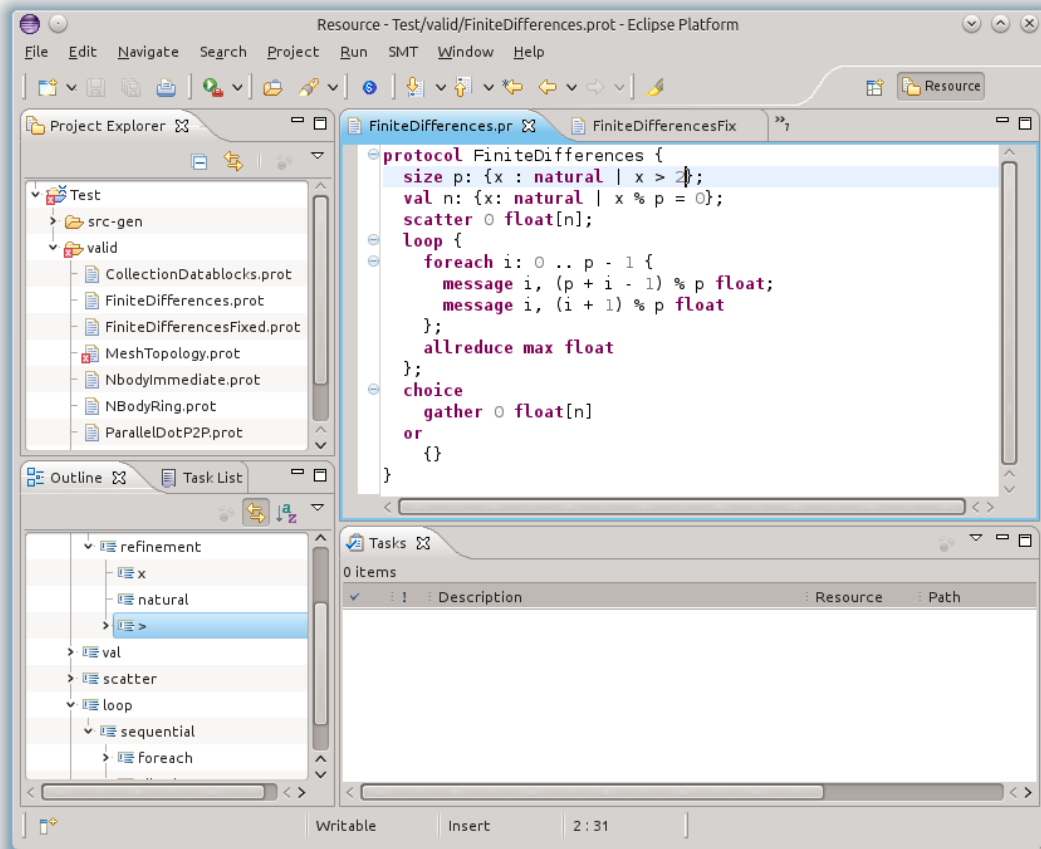 Resource - Test/valid/FiniteDifferences.prot - Eclipse Platform
File Edit Navigate Search Project Run SMT Window Help
Resource
Project Explorer
Test
src-gen
valid
CollectionDatablocks.prot
FiniteDifferences.prot
FiniteDifferencesFixed.prot
MeshTopology.prot
NbodyImmediate.prot
NBodyRing.prot
ParallelDotP2P.prot
FiniteDifferences.pr FiniteDifferencesFix »7
protocol FiniteDifferences {
size p: {x : natural | x > 2};
val n: {x: natural | x % p = 0};
scatter 0 float[n];
loop {
foreach i: 0 .. p - 1 {
message i, (p + i - 1) % p float;
message i, (i + 1) % p float
};
allreduce max float
};
choice
gather 0 float[n]
or
{}
}
Outline Task List
refinement
x
natural
>
val
scatter
loop
sequential
foreach
Tasks
0 items
! Description Resource Path
Writable Insert 2 : 31